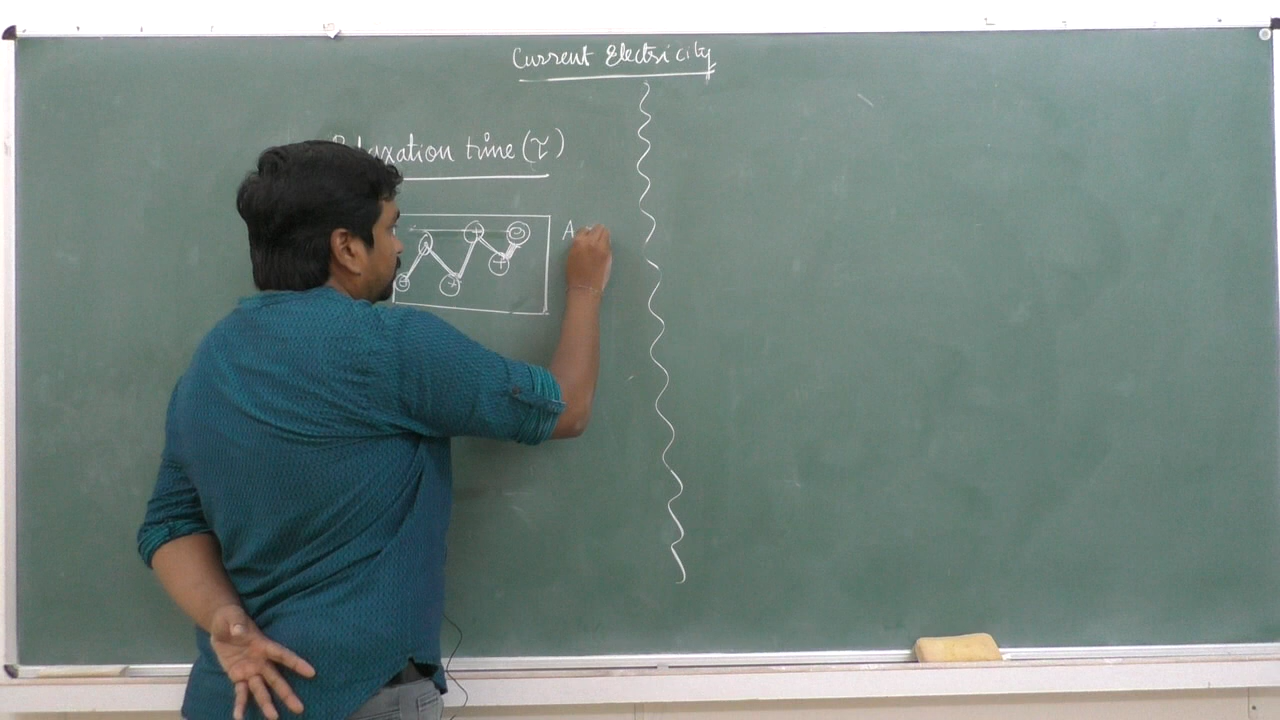 Current Electricity
Relaxation time (τ)
+ + - + + +
A